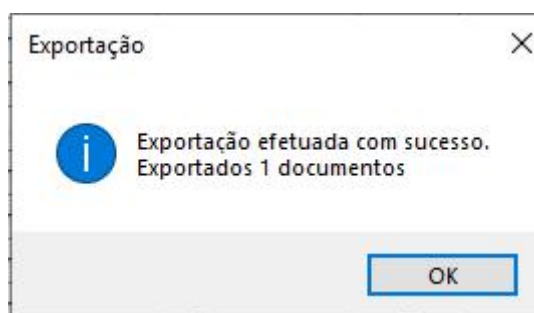 Exportação
Exportação efetuada com sucesso.
Exportados 1 documentos
OK